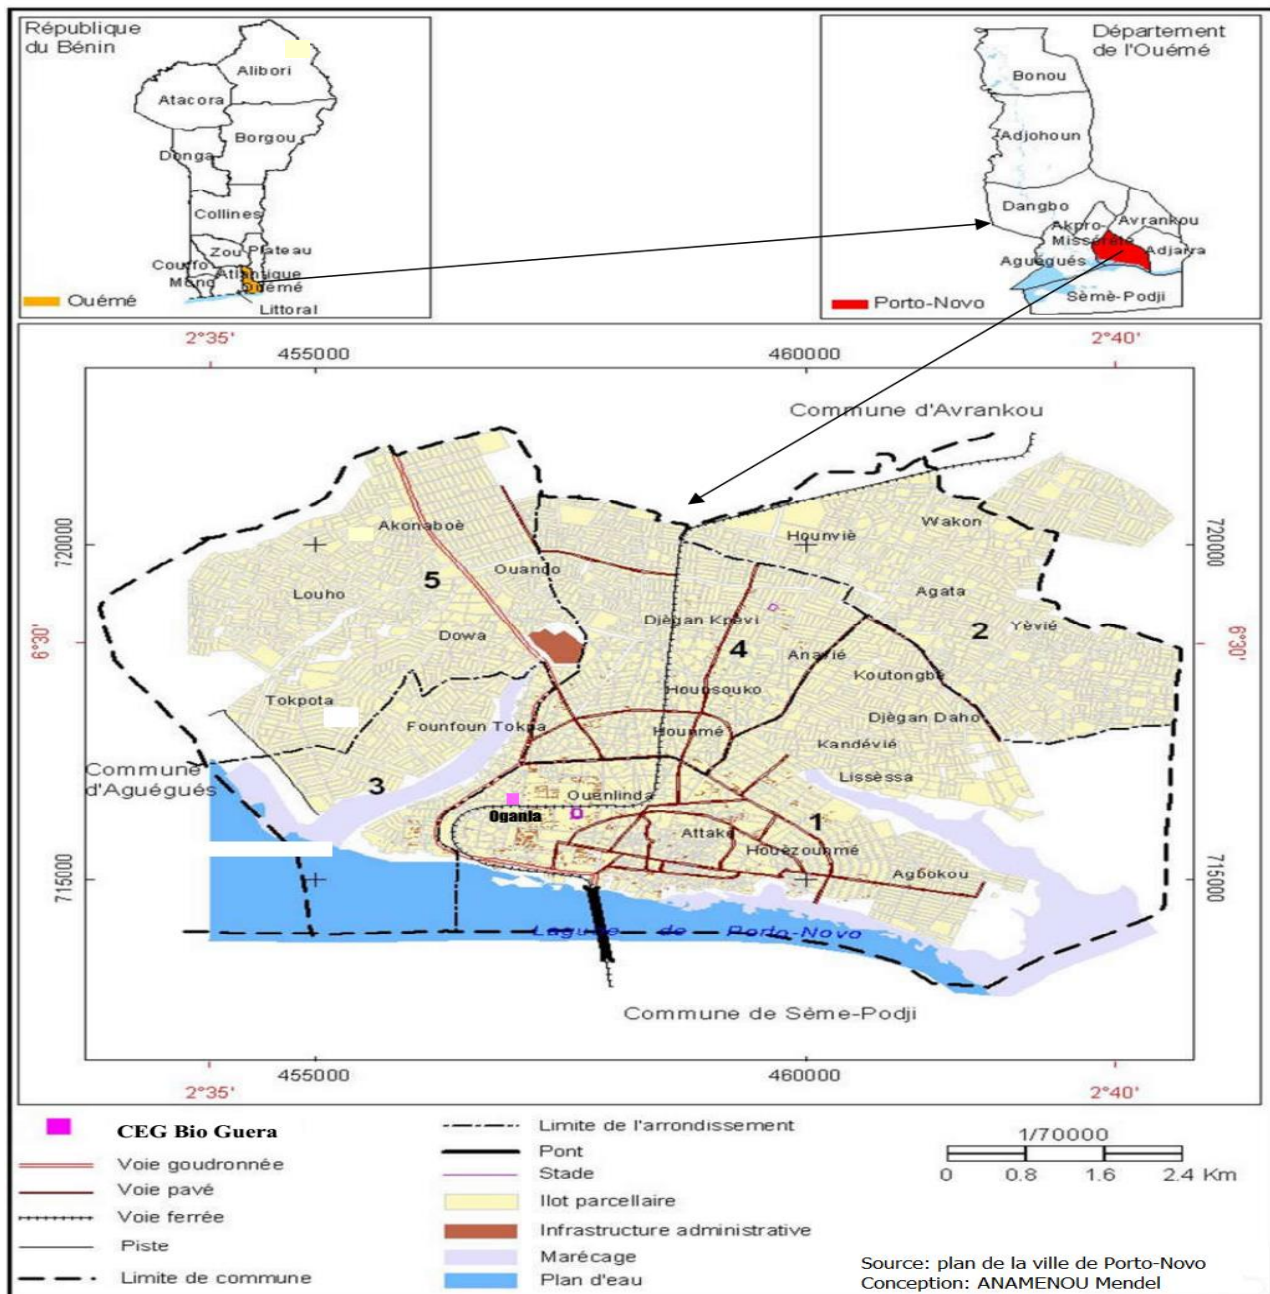 République
du Bénin
Alibori
Atacora
Borgou
Donga
Collines
Zou
Plateau
Couffo
Atlantique
Mono
Ouémé
Ouémé
Littoral
Département
de l'Ouémé
Bonou
Adjohoun
Dangbo
Akpro-
Missérété
Avrankou
Adjarra
Aguégués
Sèmè-Podji
Porto-Novo
2°35'
2°40'
455000
460000
Commune d'Avrankou
720000
720000
Akonaboè
Wakon
Hounviè
Ouando
5
Louho
Agata
Djègan Kpèvi
Yèvié
2
6°30'
6°30'
Dowa
4
Anavié
Koutongbé
Hounsouko
Tokpota
Founfoun Tokpa
Djègan Daho
Hounmé
Kandévié
Commune
d'Aguégués
Lissèssa
3
Ouenlinda
Oganla
1
Attaké
Houèzounmé
Agbokou
715000
715000
Lagune de Porto-Novo
Commune de Sème-Podji
455000
460000
2°35'
2°40'
CEG Bio Guera
Voie goudronnée
Voie pavé
Voie ferrée
Piste
Limite de commune
Limite de l'arrondissement
Pont
Stade
Ilot parcellaire
Infrastructure administrative
Marécage
Plan d'eau
1/70000
0 0.8 1.6 2.4 Km
Source: plan de la ville de Porto-Novo
Conception: ANAMENOU Mendel